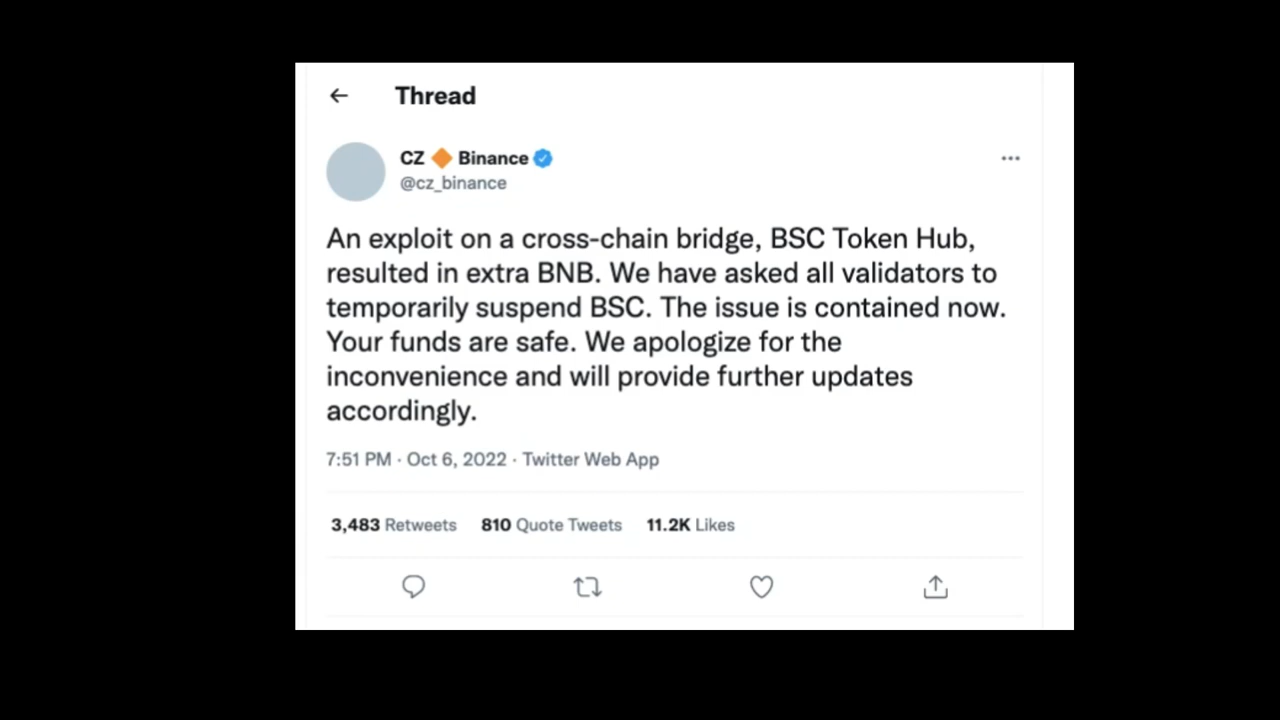 Thread
CZ 🔶 Binance
@cz_binance
An exploit on a cross-chain bridge, BSC Token Hub,
resulted in extra BNB. We have asked all validators to
temporarily suspend BSC. The issue is contained now.
Your funds are safe. We apologize for the
inconvenience and will provide further updates
accordingly.
7:51 PM · Oct 6, 2022 · Twitter Web App
3,483 Retweets 810 Quote Tweets 11.2K Likes